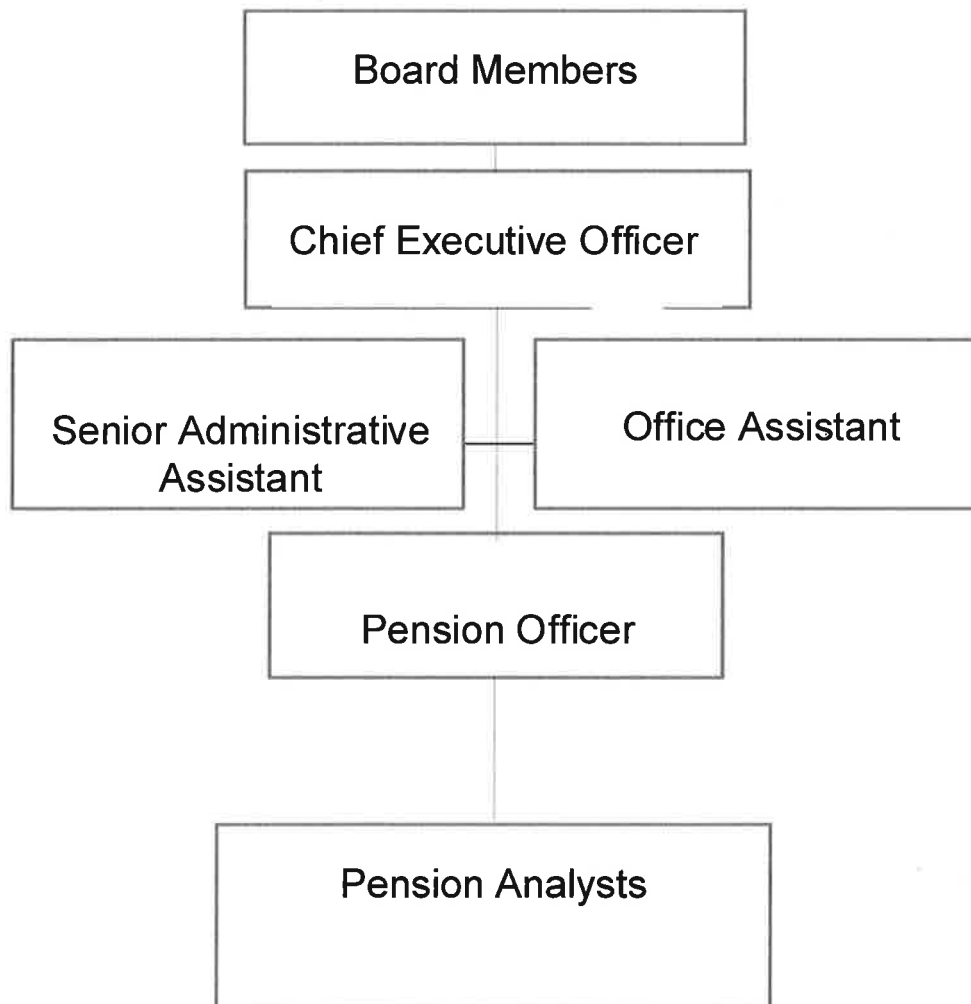 Board Members
Chief Executive Officer
Senior Administrative
Assistant
Office Assistant
Pension Officer
Pension Analysts